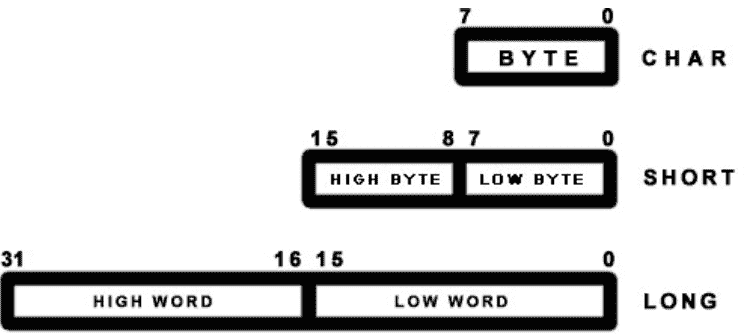 7 0
BYTE CHAR
15 8 7 0
HIGH BYTE LOW BYTE SHORT
31 16 15 0
HIGH WORD LOW WORD LONG